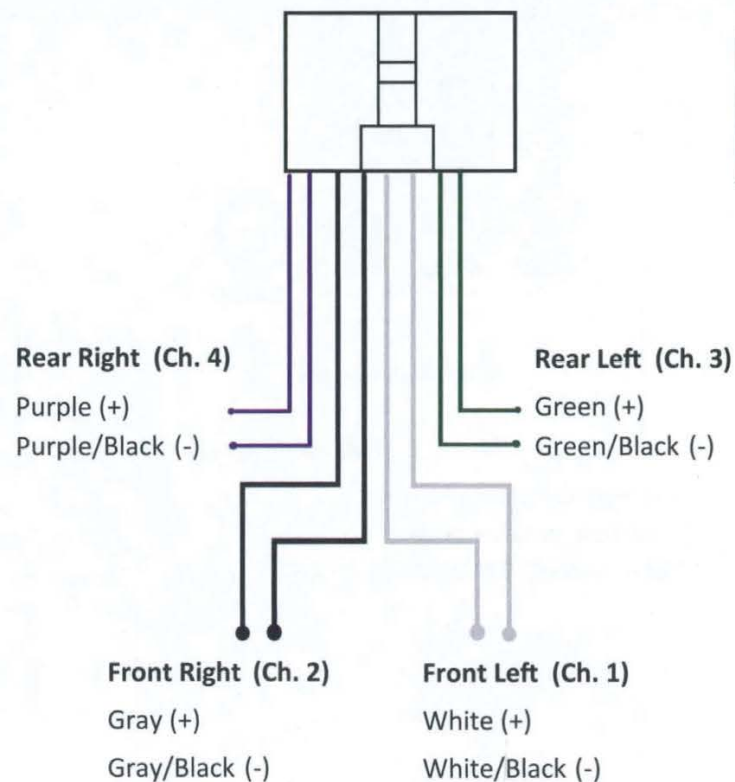 Rear Right (Ch. 4)
Purple (+)
Purple/Black (-)
Rear Left (Ch. 3)
Green (+)
Green/Black (-)
Front Right (Ch. 2)
Gray (+)
Gray/Black (-)
Front Left (Ch. 1)
White (+)
White/Black (-)